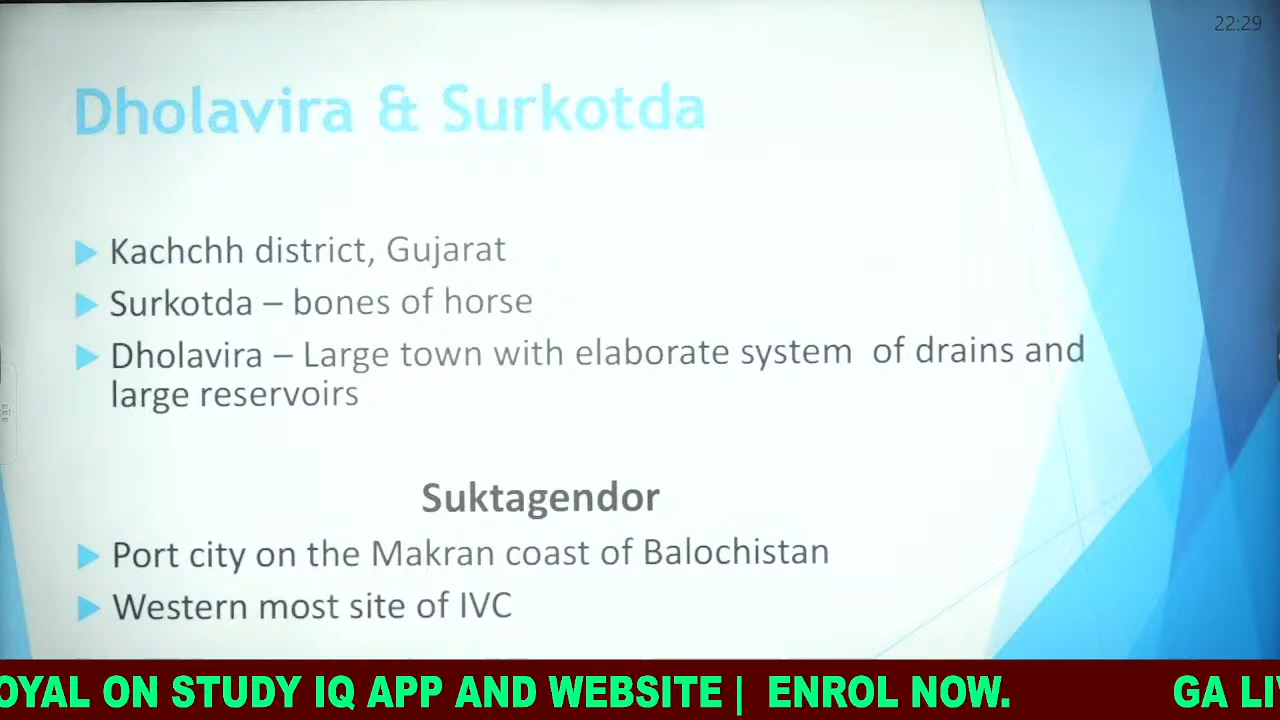 22:29
Dholavira & Surkotda
Kachchh district, Gujarat
Surkotda – bones of horse
Dholavira – Large town with elaborate system of drains and
large reservoirs
Suktagendor
Port city on the Makran coast of Balochistan
Western most site of IVC
OYAL ON STUDY IQ APP AND WEBSITE | ENROL NOW. GA LI